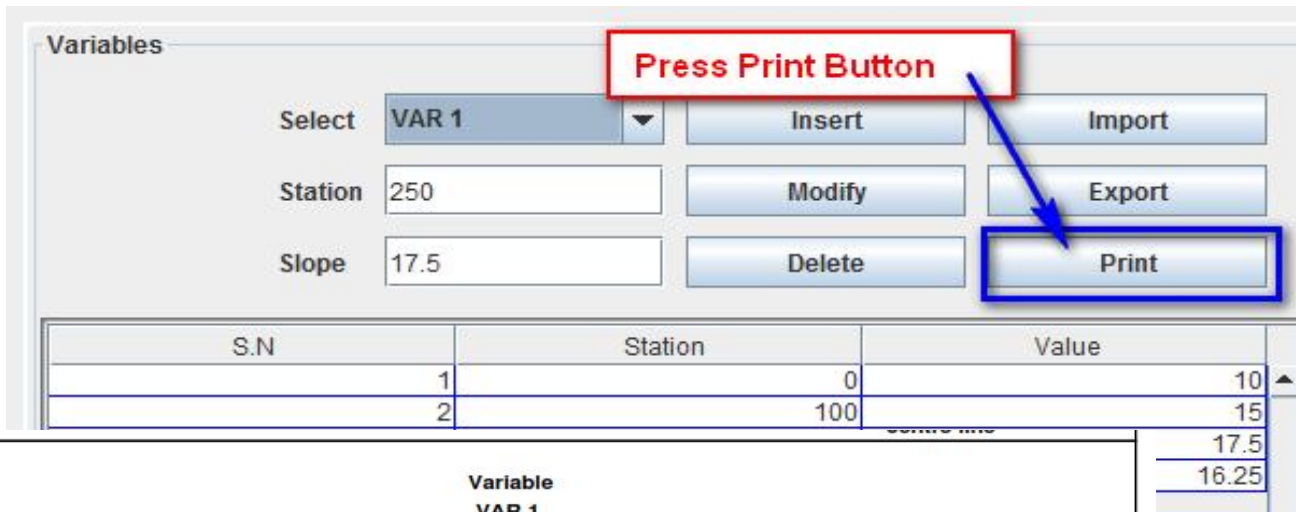 Variables
Press Print Button
Select VAR 1 Insert Import
Station 250 Modify Export
Slope 17.5 Delete Print
S.N Station Value
1 0 10
2 100 15
17.5
Variable 16.25
VAR 1